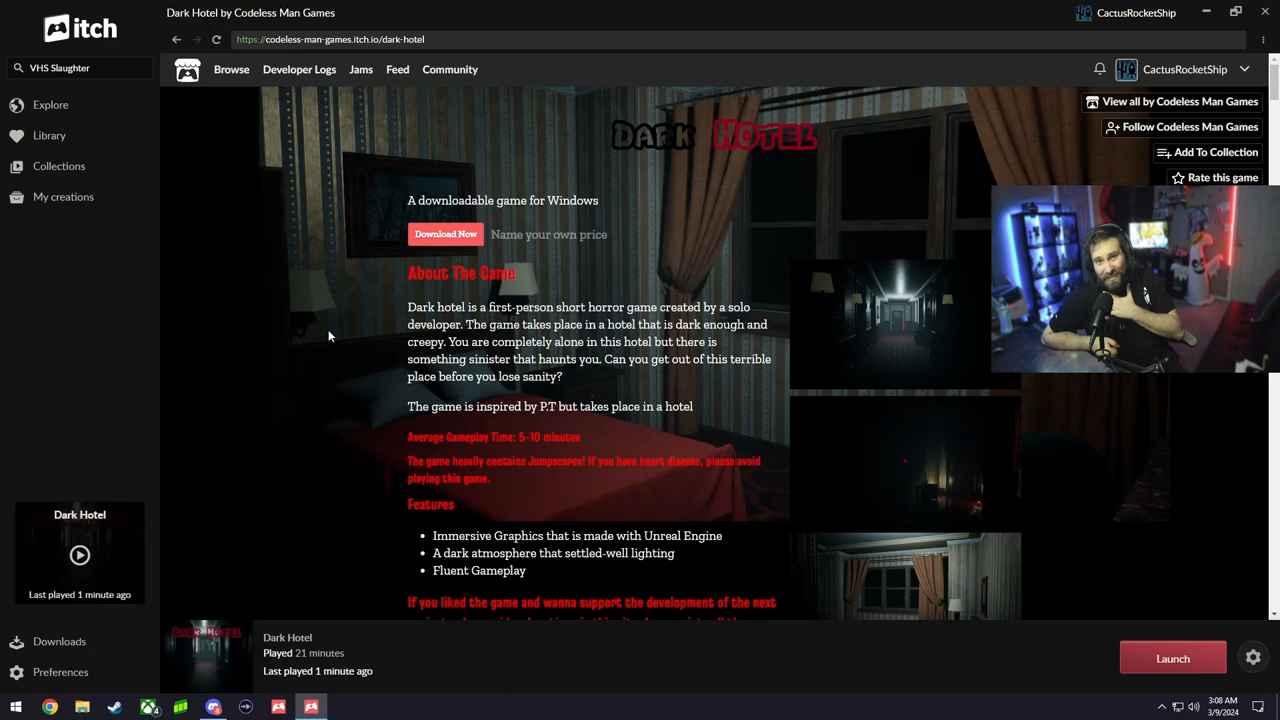 Dark Hotel by Codeless Man Games
CactusRocketShip
itch
https://codeless-man-games.itch.io/dark-hotel
VHS Slaughter
Browse
Developer Logs
Jams
Feed
Community
CactusRocketShip
Explore
Library
Collections
My creations
View all by Codeless Man Games
Follow Codeless Man Games
Add To Collection
Rate this game
DARK HOTEL
A downloadable game for Windows
Download Now
Name your own price
About The Game
Dark hotel is a first-person short horror game created by a solo
developer. The game takes place in a hotel that is dark enough and
creepy. You are completely alone in this hotel but there is
something sinister that haunts you. Can you get out of this terrible
place before you lose sanity?
The game is inspired by P.T but takes place in a hotel
Average Gameplay Time: 5-10 minutes
The game heavily contains Jumpscares! If you have heart disease, please avoid
playing this game.
Features
Immersive Graphics that is made with Unreal Engine
A dark atmosphere that settled-well lighting
Fluent Gameplay
If you liked the game and wanna support the development of the next
Dark Hotel
Last played 1 minute ago
Downloads
Preferences
DARK HOTEL
Dark Hotel
Played 21 minutes
Last played 1 minute ago
Launch
4
4
3:08 AM
3/9/2024